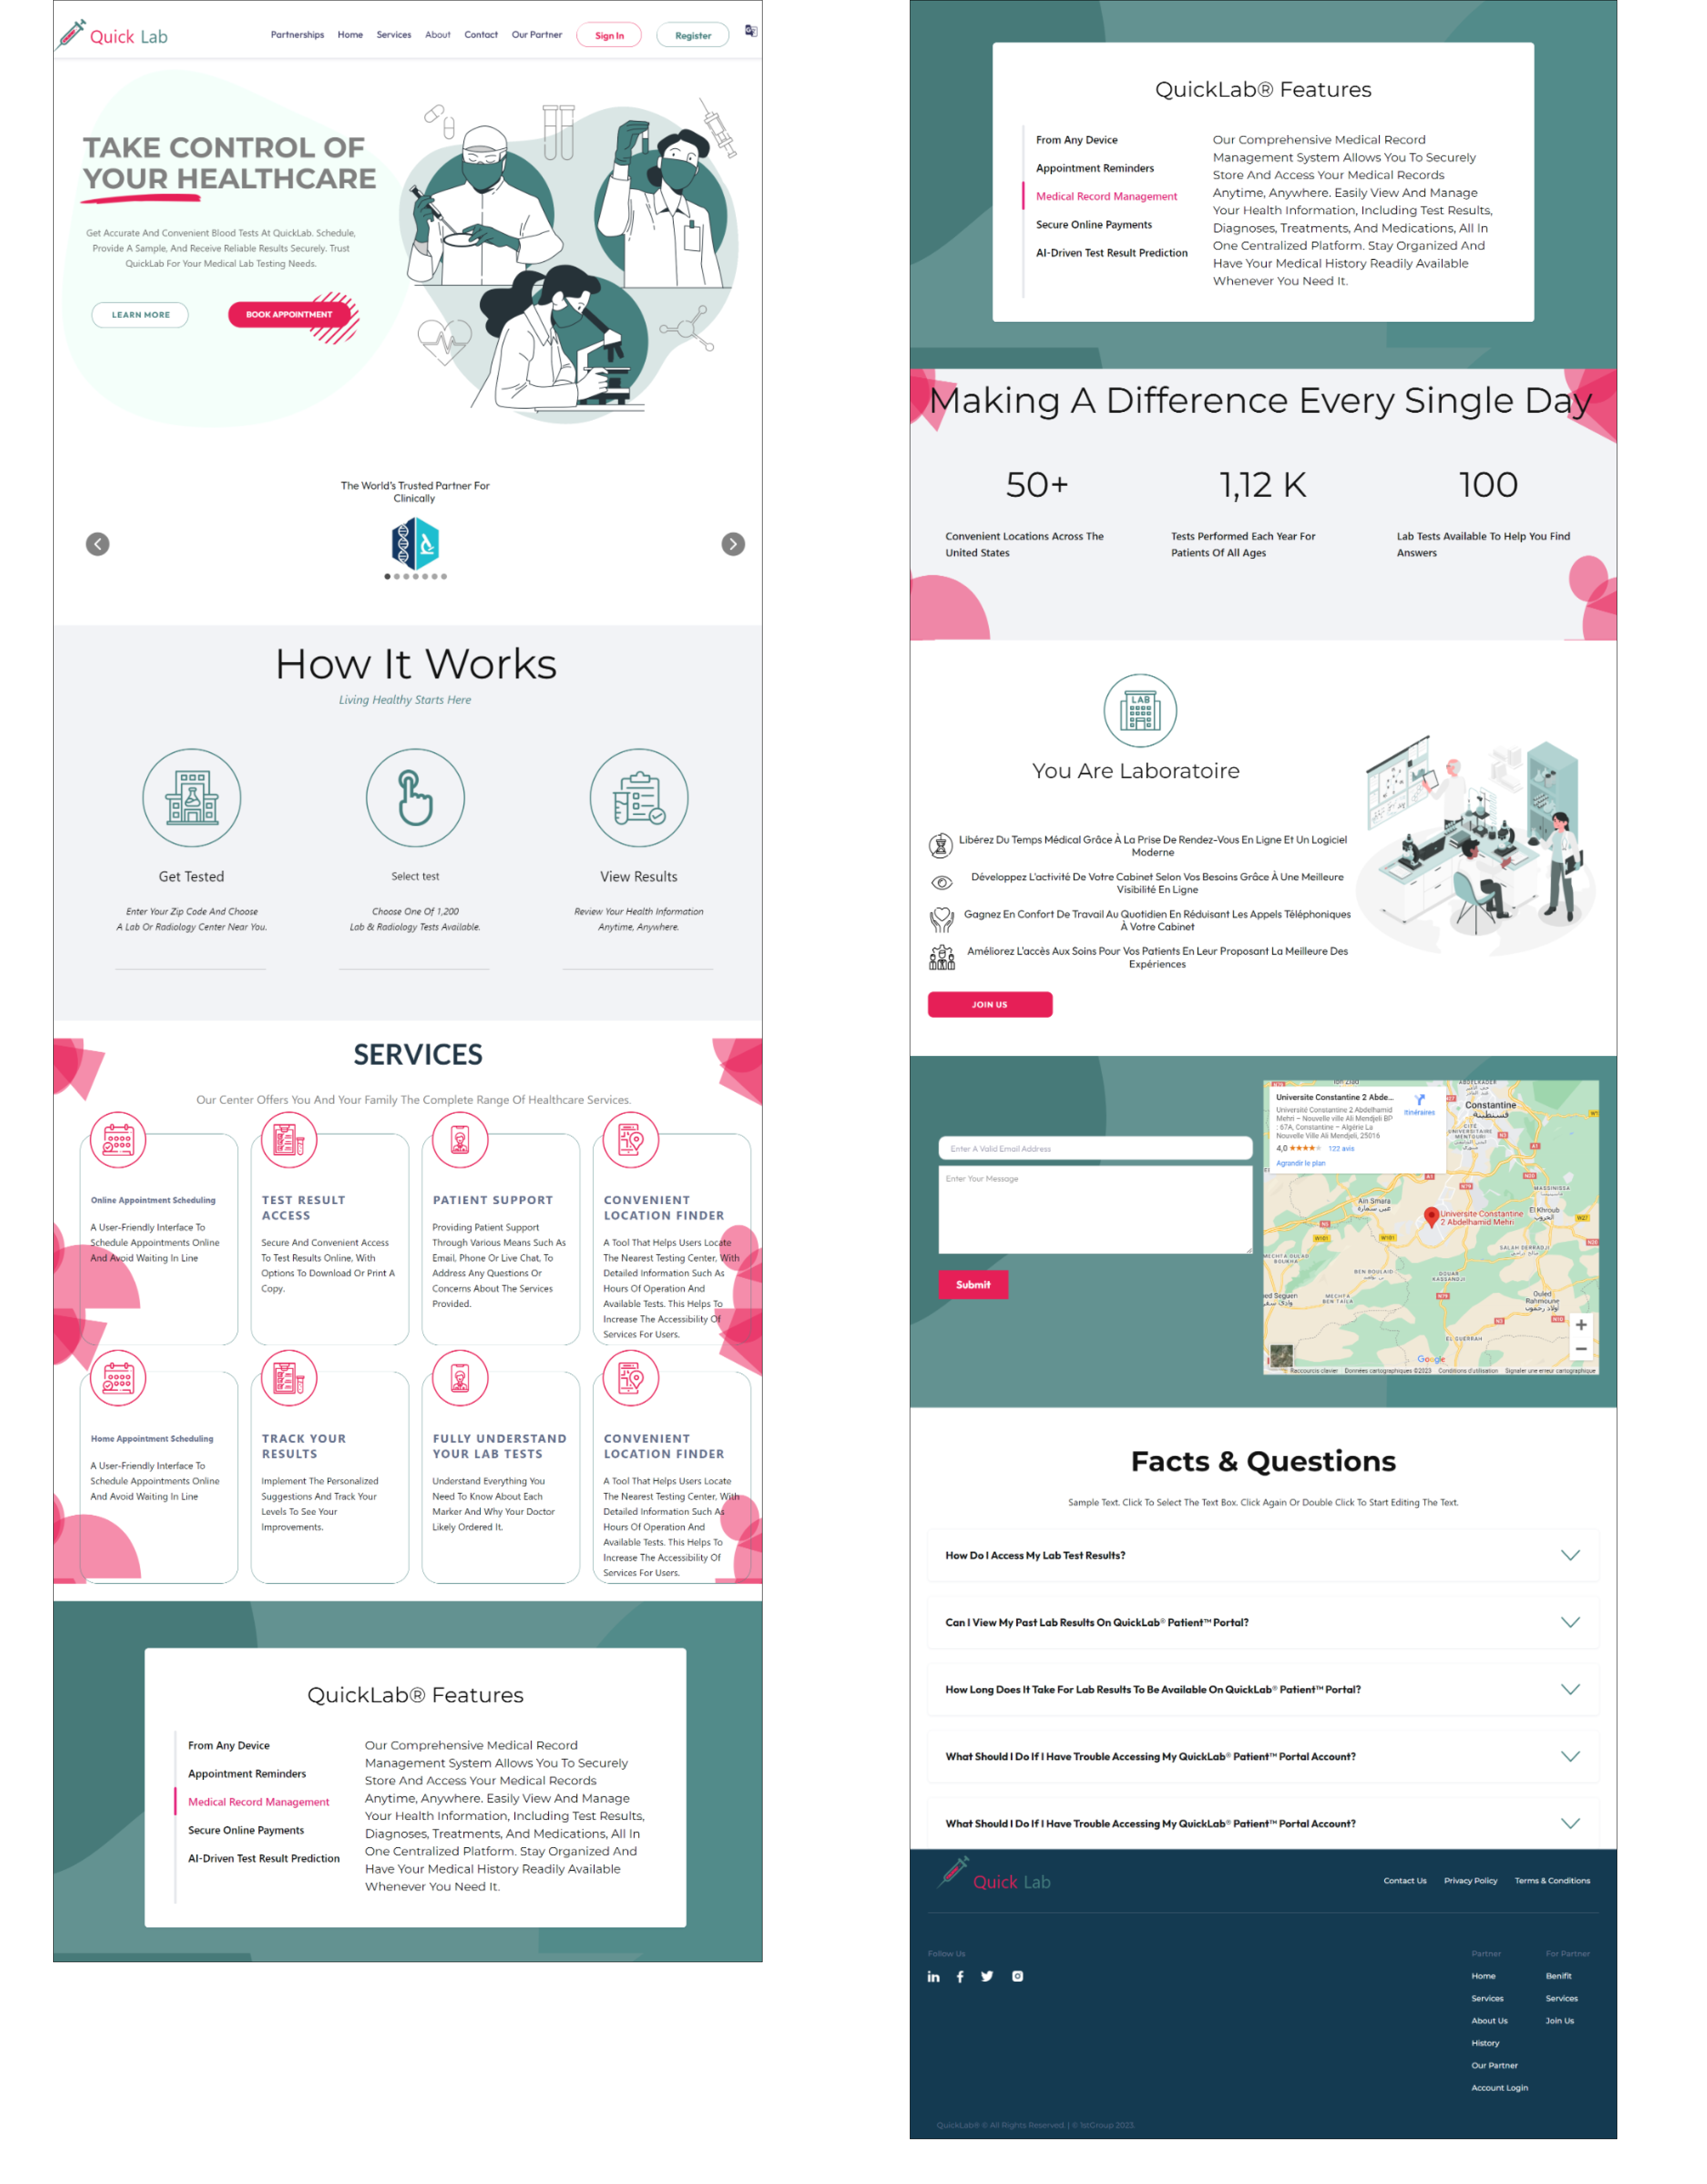 Quick Lab
Partnerships Home Services About Contact Our Partner Sign In Register
TAKE CONTROL OF
YOUR HEALTHCARE
Get Accurate And Convenient Blood Tests At QuickLab. Schedule,
Provide A Sample, And Receive Reliable Results Securely. Trust
QuickLab For Your Medical Lab Testing Needs.
LEARN MORE BOOK APPOINTMENT
The World's Trusted Partner For
Clinically
How It Works
Living Healthy Starts Here
Get Tested
Enter Your Zip Code And Choose
A Lab Or Radiology Center Near You.
Select test
Choose One Of 1,200
Lab & Radiology Tests Available.
View Results
Review Your Health Information
Anytime, Anywhere.
SERVICES
Our Center Offers You And Your Family The Complete Range Of Healthcare Services.
Online Appointment Scheduling
A User-Friendly Interface To
Schedule Appointments Online
And Avoid Waiting In Line
TEST RESULT
ACCESS
Secure And Convenient Access
To Test Results Online, With
Options To Download Or Print A
Copy.
PATIENT SUPPORT
Providing Patient Support
Through Various Means Such As
Email, Phone Or Live Chat, To
Address Any Questions Or
Concerns About The Services
Provided.
CONVENIENT
LOCATION FINDER
A Tool That Helps Users Locate
The Nearest Testing Center, With
Detailed Information Such As
Hours Of Operation And
Available Tests. This Helps To
Increase The Accessibility Of
Services For Users.
Home Appointment Scheduling
A User-Friendly Interface To
Schedule Appointments Online
And Avoid Waiting In Line
TRACK YOUR
RESULTS
Implement The Personalized
Suggestions And Track Your
Levels To See Your
Improvements.
FULLY UNDERSTAND
YOUR LAB TESTS
Understand Everything You
Need To Know About Each
Marker And Why Your Doctor
Likely Ordered It.
CONVENIENT
LOCATION FINDER
A Tool That Helps Users Locate
The Nearest Testing Center, With
Detailed Information Such As
Hours Of Operation And
Available Tests. This Helps To
Increase The Accessibility Of
Services For Users.
QuickLab® Features
From Any Device
Appointment Reminders
Medical Record Management
Secure Online Payments
AI-Driven Test Result Prediction
Our Comprehensive Medical Record
Management System Allows You To Securely
Store And Access Your Medical Records
Anytime, Anywhere. Easily View And Manage
Your Health Information, Including Test Results,
Diagnoses, Treatments, And Medications, All In
One Centralized Platform. Stay Organized And
Have Your Medical History Readily Available
Whenever You Need It.
QuickLab® Features
From Any Device
Appointment Reminders
Medical Record Management
Secure Online Payments
AI-Driven Test Result Prediction
Our Comprehensive Medical Record
Management System Allows You To Securely
Store And Access Your Medical Records
Anytime, Anywhere. Easily View And Manage
Your Health Information, Including Test Results,
Diagnoses, Treatments, And Medications, All In
One Centralized Platform. Stay Organized And
Have Your Medical History Readily Available
Whenever You Need It.
Making A Difference Every Single Day
50+
Convenient Locations Across The
United States
1,12 K
Tests Performed Each Year For
Patients Of All Ages
100
Lab Tests Available To Help You Find
Answers
LAB
You Are Laboratoire
Libérez Du Temps Médical Grâce À La Prise De Rendez-Vous En Ligne Et Un Logiciel
Moderne
Développez L'activité De Votre Cabinet Selon Vos Besoins Grâce À Une Meilleure
Visibilité En Ligne
Gagnez En Confort De Travail Au Quotidien En Réduisant Les Appels Téléphoniques
À Votre Cabinet
Améliorez L'accès Aux Soins Pour Vos Patients En Leur Proposant La Meilleure Des
Expériences
JOIN US
Enter A Valid Email Address
Enter Your Message
Submit
Universite Constantine 2 Abde...
Université Constantine 2 Abdelhamid
Mehri – Nouvelle ville Ali Mendjeli BP
: 67A, Constantine – Algérie La
Nouvelle Ville Ali Mendjeli, 25016
4,0 122 avis
Agrandir le plan
Itinéraires
Constantine
قسنطينة
CITÉ
UNIVERSITAIRE
MENTOURI
MASSINISSA
Ain Smara
عين سمارة
Universite Constantine
2 Abdelhamid Mehri
El Khroub
الخروب
SALAH DERRADJI
BEN BOULAID
DOUAR
KASSANDJI
MECHTA
BEN TAILA
Ouled
Rahmoune
أولاد رحمون
EL GUERRAH
Google
Raccourcis clavier Données cartographiques ©2023 Conditions d'utilisation Signaler une erreur cartographique
Facts & Questions
Sample Text. Click To Select The Text Box. Click Again Or Double Click To Start Editing The Text.
How Do I Access My Lab Test Results?
Can I View My Past Lab Results On QuickLab® Patient™ Portal?
How Long Does It Take For Lab Results To Be Available On QuickLab® Patient™ Portal?
What Should I Do If I Have Trouble Accessing My QuickLab® Patient™ Portal Account?
What Should I Do If I Have Trouble Accessing My QuickLab® Patient™ Portal Account?
Quick Lab
Contact Us Privacy Policy Terms & Conditions
Follow Us
Partner
Home
Services
About Us
History
Our Partner
Account Login
For Partner
Benifit
Services
Join Us
QuickLab® © All Rights Reserved. | © 1stGroup 2023.